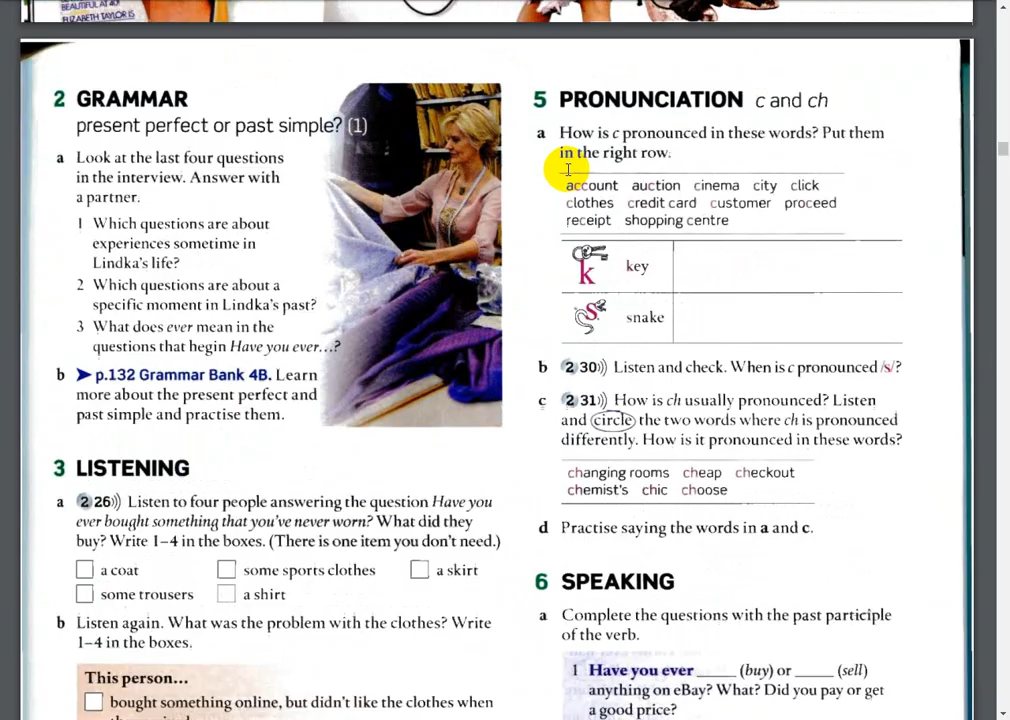 BEAUTIFUL AT 40!
ELIZABETH TAYLOR IS
2 GRAMMAR
present perfect or past simple? (1)
a Look at the last four questions
in the interview. Answer with
a partner.
1 Which questions are about
experiences sometime in
Lindka's life?
2 Which questions are about a
specific moment in Lindka's past?
3 What does ever mean in the
questions that begin Have you ever...?
b ➤ p.132 Grammar Bank 4B. Learn
more about the present perfect and
past simple and practise them.
3 LISTENING
a 2 26)) Listen to four people answering the question Have you
ever bought something that you've never worn? What did they
buy? Write 1–4 in the boxes. (There is one item you don't need.)
a coat some sports clothes a skirt
some trousers a shirt
b Listen again. What was the problem with the clothes? Write
1–4 in the boxes.
This person...
bought something online, but didn't like the clothes when
5 PRONUNCIATION c and ch
a How is c pronounced in these words? Put them
in the right row.
account auction cinema city click
clothes credit card customer proceed
receipt shopping centre
k key
s snake
b 2 30)) Listen and check. When is c pronounced /s/?
c 2 31)) How is ch usually pronounced? Listen
and circle the two words where ch is pronounced
differently. How is it pronounced in these words?
changing rooms cheap checkout
chemist's chic choose
d Practise saying the words in a and c.
6 SPEAKING
a Complete the questions with the past participle
of the verb.
1 Have you ever _____ (buy) or _____ (sell)
anything on eBay? What? Did you pay or get
a good price?